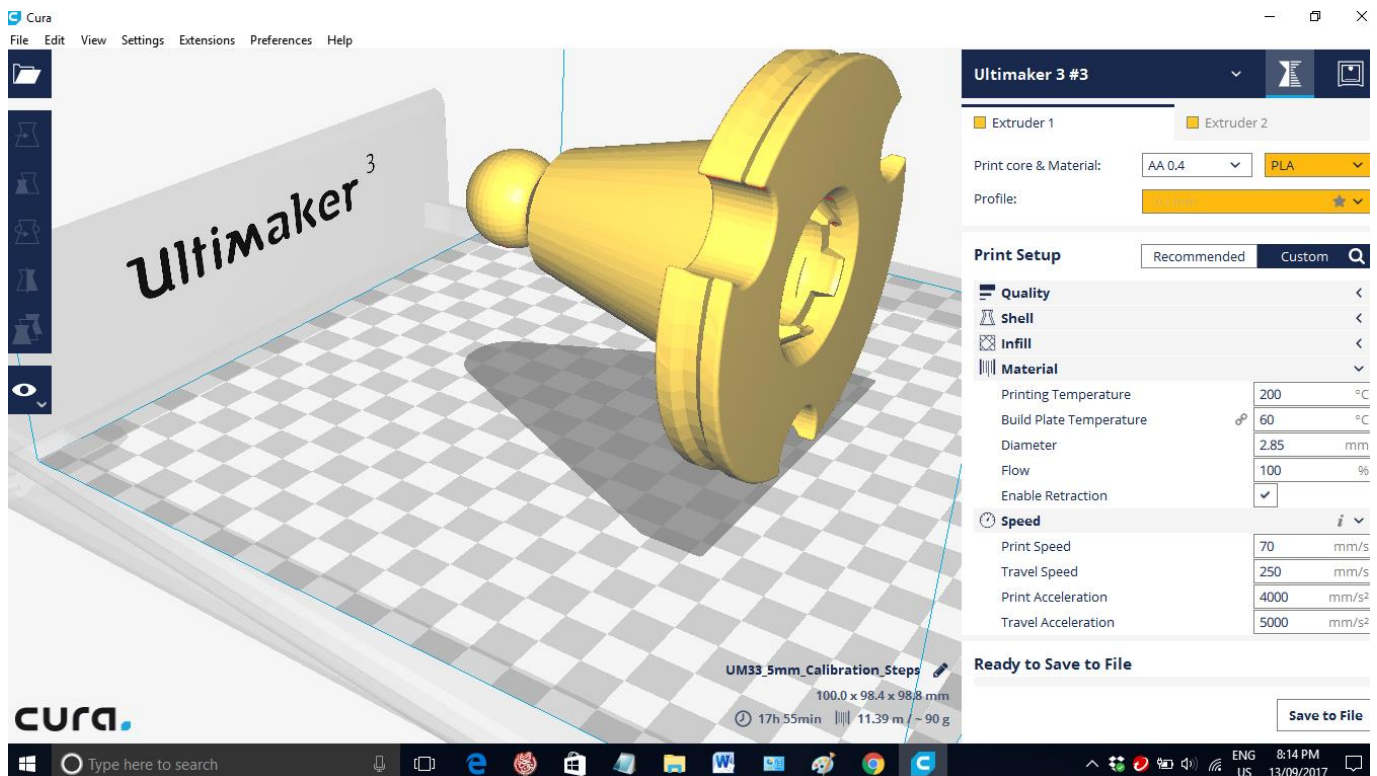 Cura
File Edit View Settings Extensions Preferences Help
Ultimaker 3 #3
Extruder 1 Extruder 2
Print core & Material: AA 0.4 PLA
Profile:
Print Setup Recommended Custom
Quality
Shell
Infill
Material
Printing Temperature 200 °C
Build Plate Temperature 60 °C
Diameter 2.85 mm
Flow 100 %
Enable Retraction
Speed i
Print Speed 70 mm/s
Travel Speed 250 mm/s
Print Acceleration 4000 mm/s²
Travel Acceleration 5000 mm/s²
Ready to Save to File
Save to File
Ultimaker 3
UM33_5mm_Calibration_Steps
100.0 x 98.4 x 98.8 mm
17h 55min 11.39 m / ~ 90 g
cura.
Type here to search
ENG 8:14 PM
US 13/09/2017